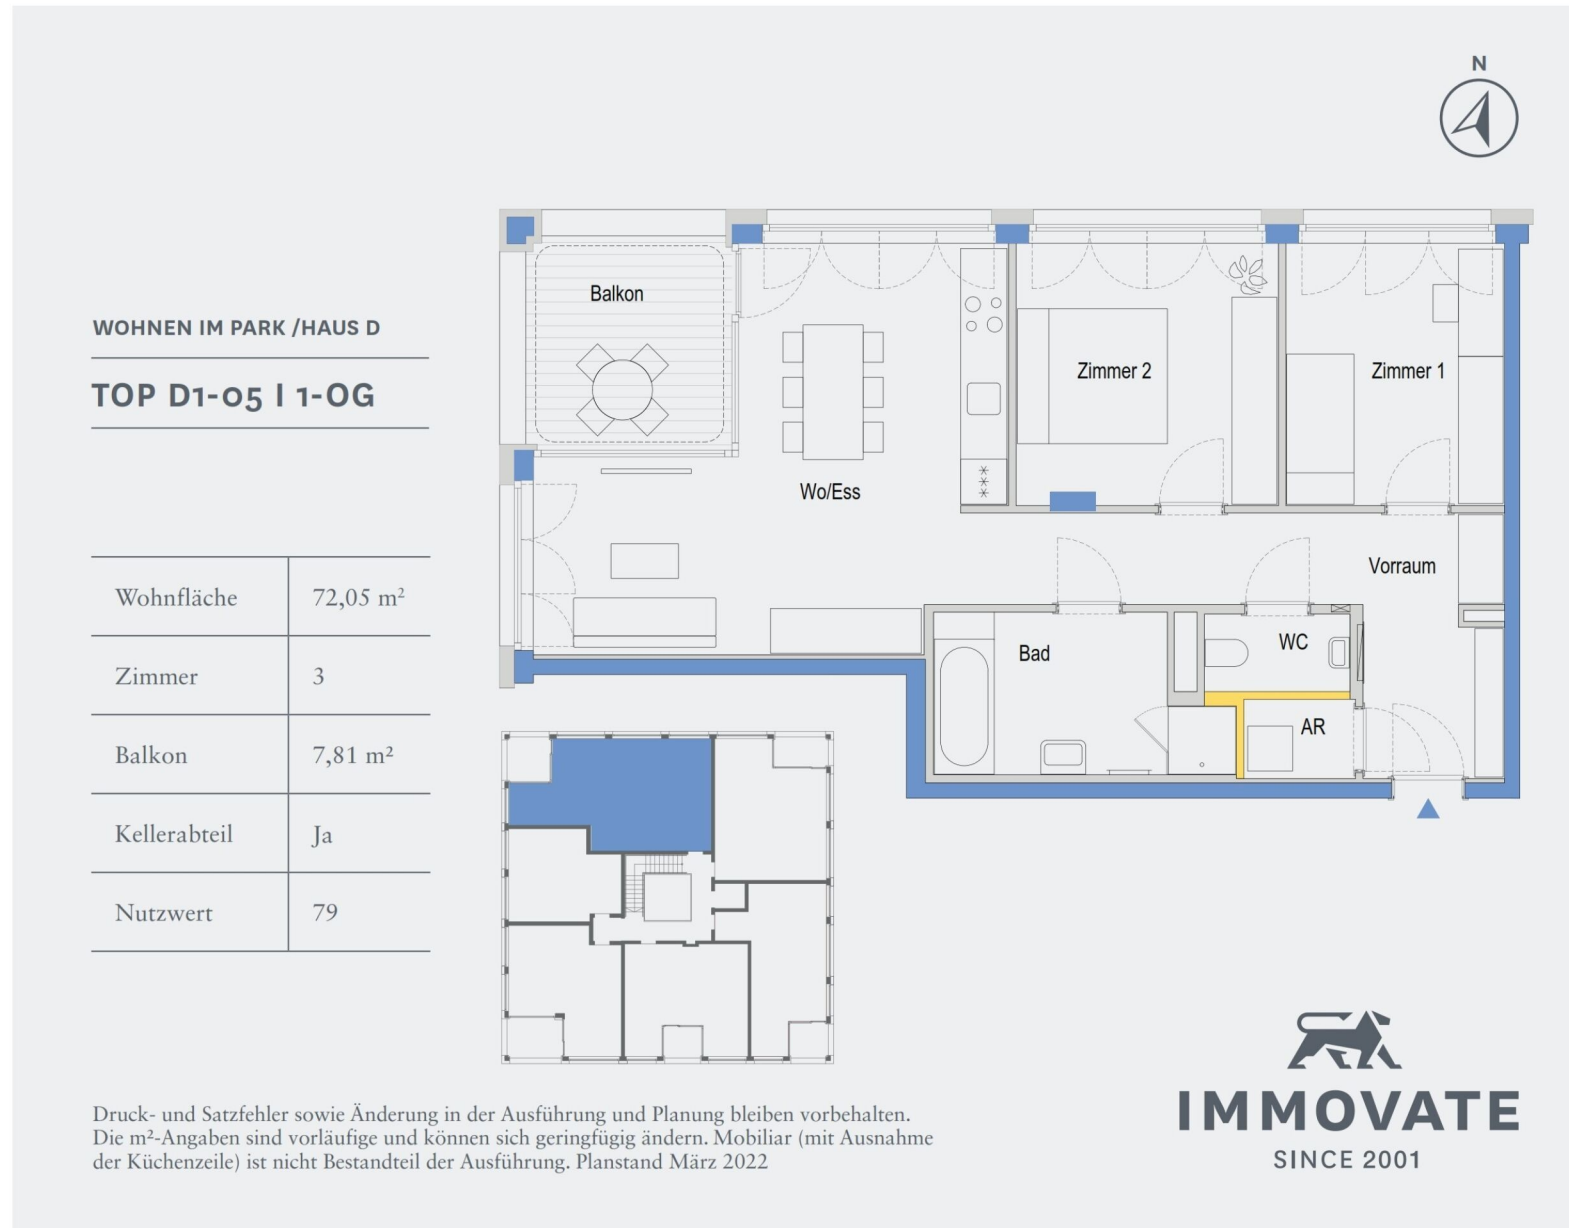 N
WOHNEN IM PARK /HAUS D
TOP D1-05 I 1-OG
Wohnfläche 72,05 m²
Zimmer 3
Balkon 7,81 m²
Kellerabteil Ja
Nutzwert 79
Balkon
Zimmer 2
Zimmer 1
Wo/Ess
Vorraum
Bad
WC
AR
Druck- und Satzfehler sowie Änderung in der Ausführung und Planung bleiben vorbehalten.
Die m²-Angaben sind vorläufige und können sich geringfügig ändern. Mobiliar (mit Ausnahme
der Küchenzeile) ist nicht Bestandteil der Ausführung. Planstand März 2022
IMMOVATE
SINCE 2001